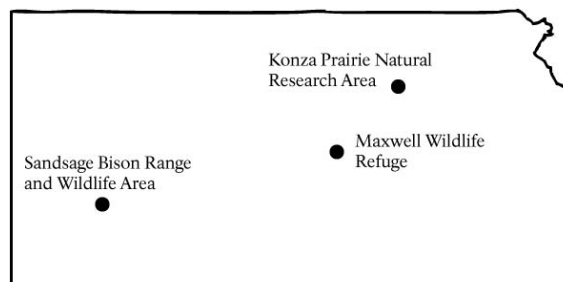 Konza Prairie Natural
Research Area
Maxwell Wildlife
Refuge
Sandsage Bison Range
and Wildlife Area